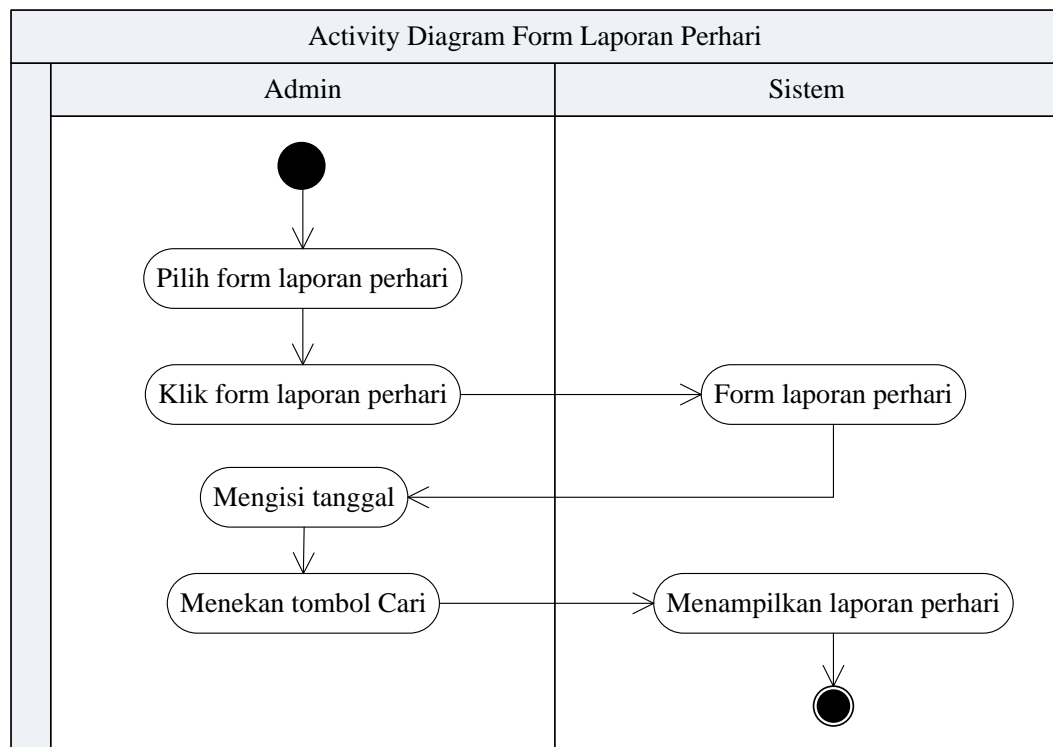 Activity Diagram Form Laporan Perhari
Admin
Sistem
Pilih form laporan perhari
Klik form laporan perhari
Form laporan perhari
Mengisi tanggal
Menekan tombol Cari
Menampilkan laporan perhari